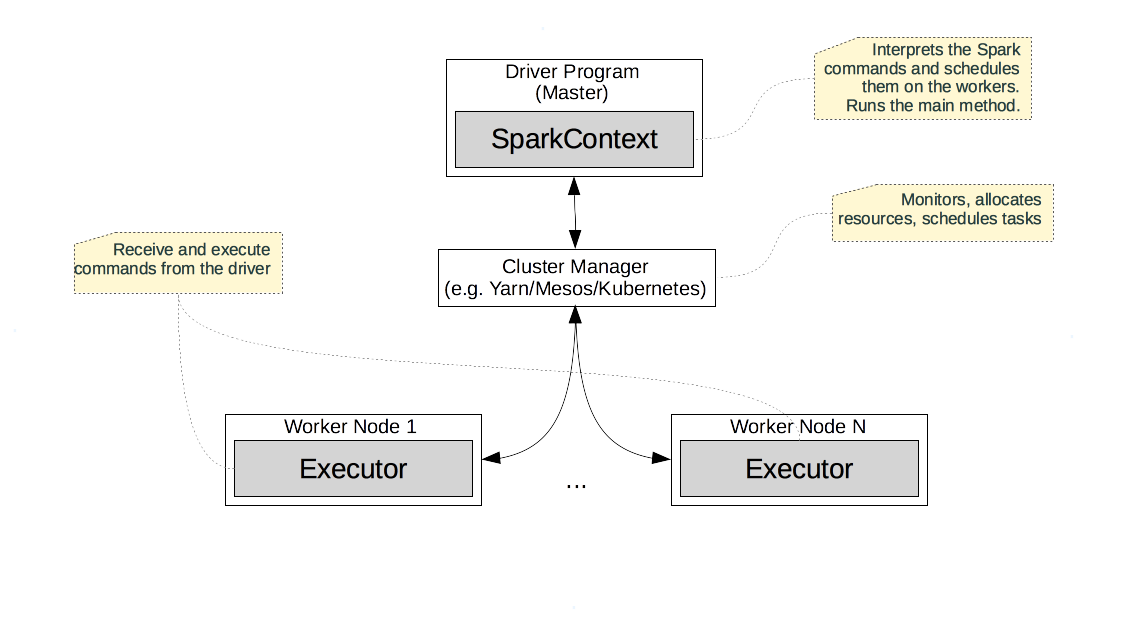 Driver Program
(Master)
SparkContext
Interprets the Spark
commands and schedules
them on the workers.
Runs the main method.
Monitors, allocates
resources, schedules tasks
Receive and execute
commands from the driver
Cluster Manager
(e.g. Yarn/Mesos/Kubernetes)
Worker Node 1
Executor
...
Worker Node N
Executor